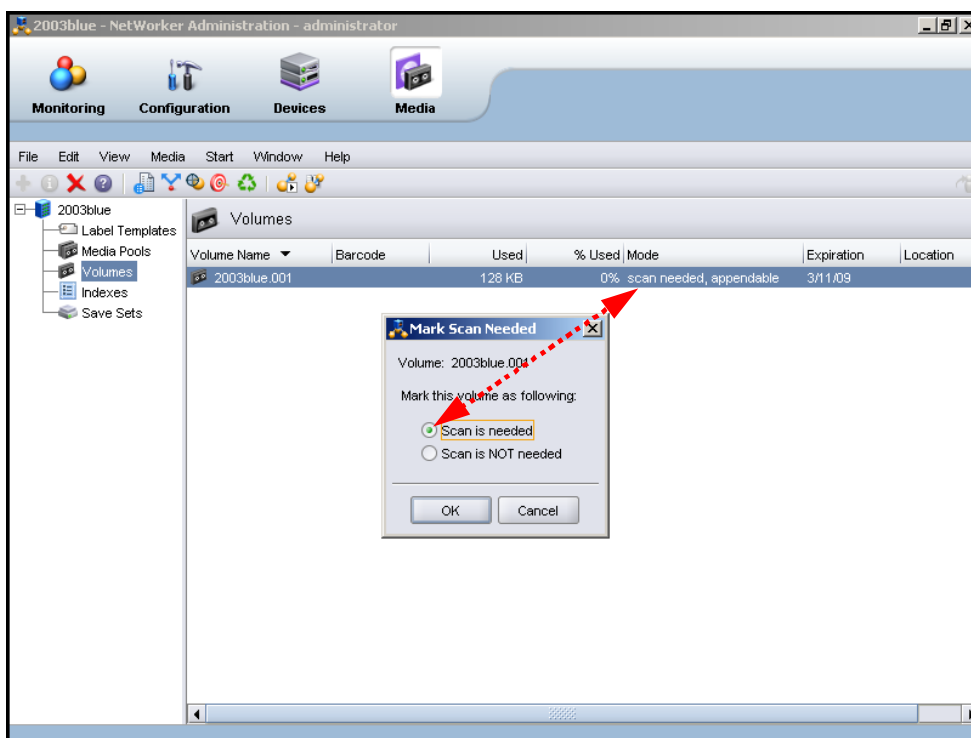 2003blue - NetWorker Administration - administrator
Monitoring Configuration Devices Media
File Edit View Media Start Window Help
2003blue
Label Templates
Media Pools
Volumes
Indexes
Save Sets
Volumes
Volume Name Barcode Used % Used Mode Expiration Location
2003blue.001 128 KB 0% scan needed, appendable 3/11/09
Mark Scan Needed
Volume: 2003blue.001
Mark this volume as following:
Scan is needed
Scan is NOT needed
OK Cancel